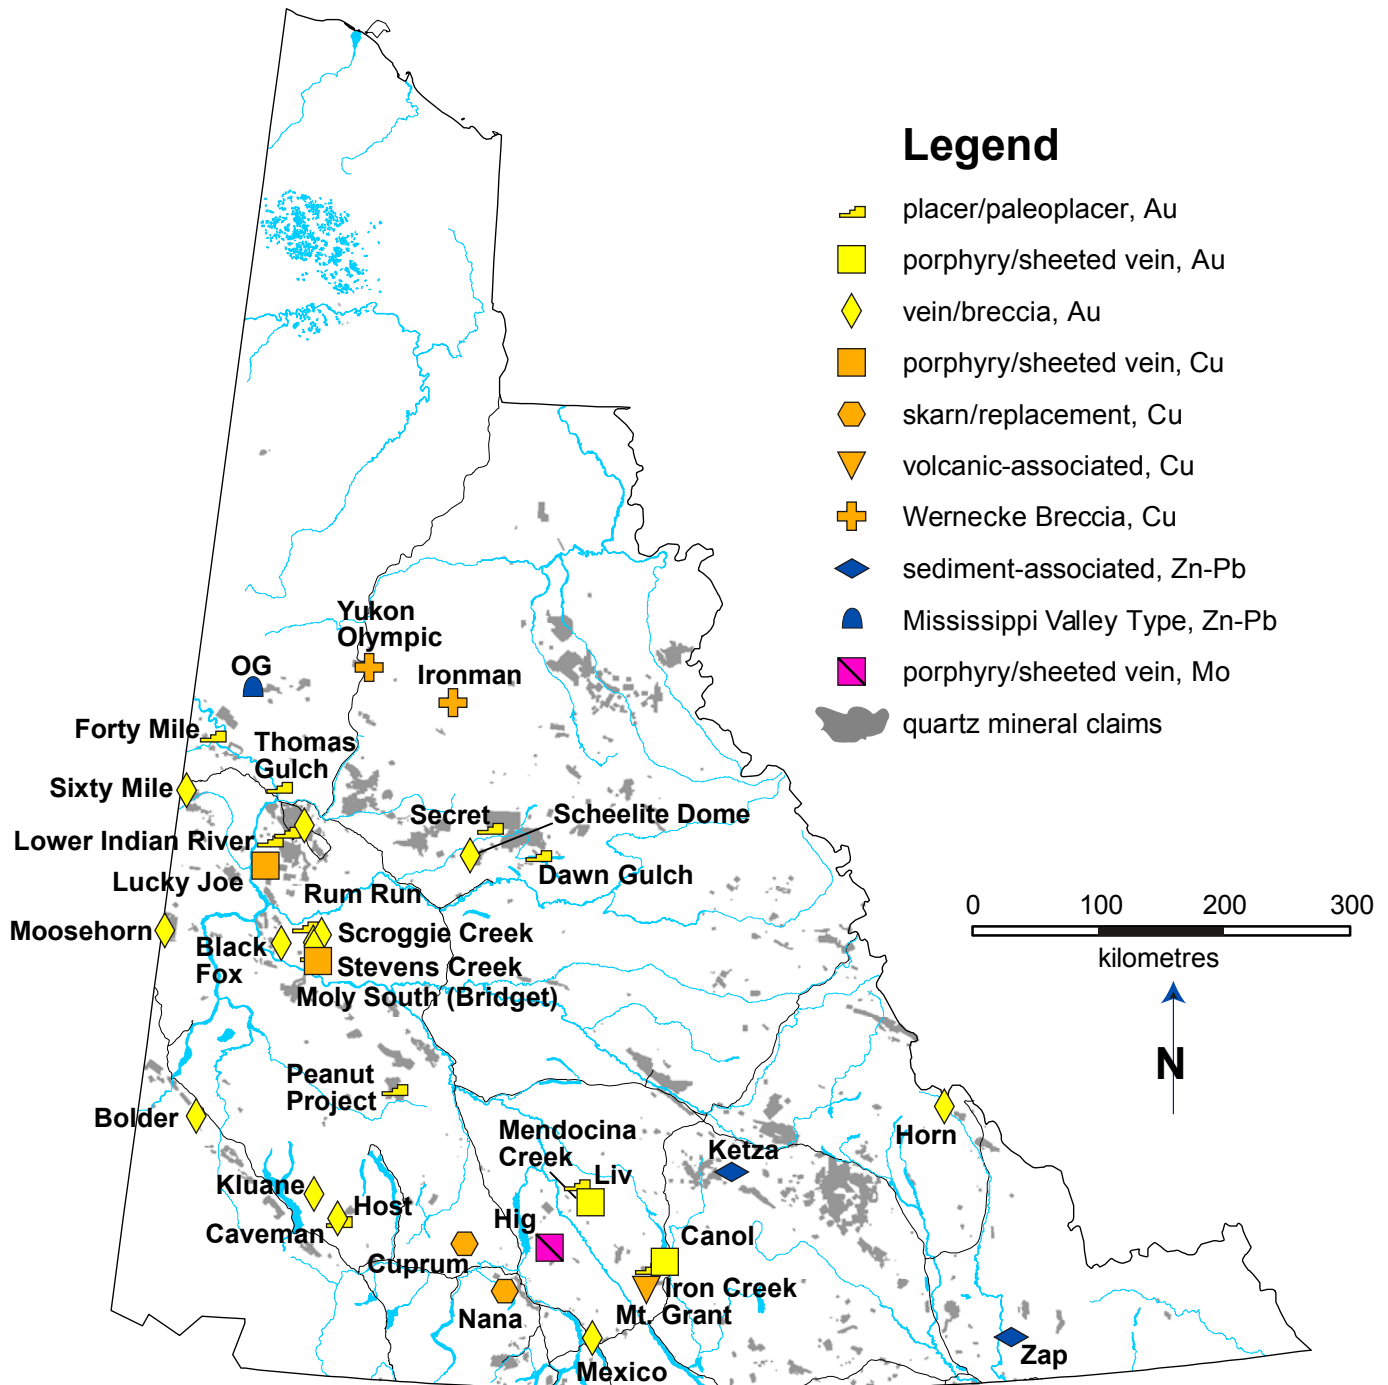 Legend
placer/paleoplacer, Au
porphyry/sheeted vein, Au
vein/breccia, Au
porphyry/sheeted vein, Cu
skarn/replacement, Cu
volcanic-associated, Cu
Wernecke Breccia, Cu
sediment-associated, Zn-Pb
Mississippi Valley Type, Zn-Pb
porphyry/sheeted vein, Mo
quartz mineral claims
Yukon
Olympic
OG
Ironman
Forty Mile
Thomas
Gulch
Sixty Mile
Secret
Scheelite Dome
Lower Indian River
Dawn Gulch
Lucky Joe
Rum Run
Moosehorn
Black
Fox
Scroggie Creek
Stevens Creek
Moly South (Bridget)
0 100 200 300
kilometres
N
Peanut
Project
Bolder
Horn
Mendocina
Creek
Liv
Ketza
Kluane
Host
Caveman
Hig
Canol
Cuprum
Iron Creek
Mt. Grant
Nana
Zap
Mexico